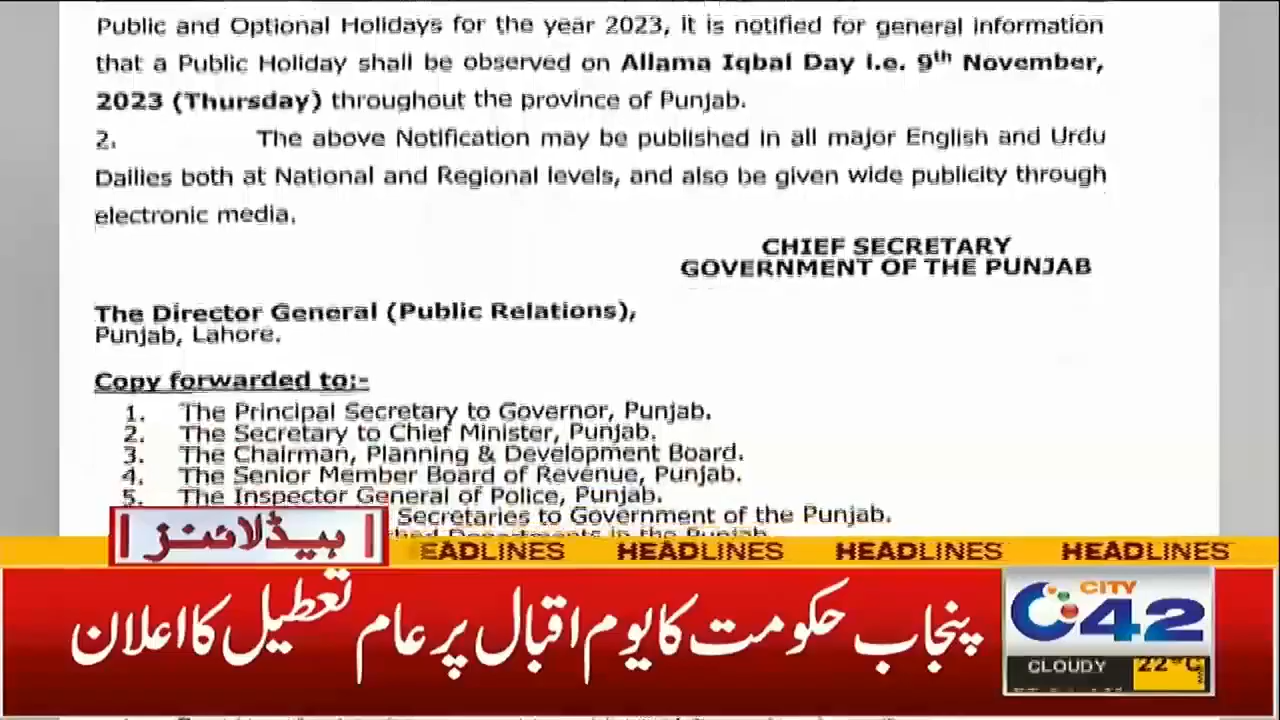 Public and Optional Holidays for the year 2023, it is notified for general information
that a Public Holiday shall be observed on Allama Iqbal Day i.e. 9th November,
2023 (Thursday) throughout the province of Punjab.
2. The above Notification may be published in all major English and Urdu
Dailies both at National and Regional levels, and also be given wide publicity through
electronic media.
CHIEF SECRETARY
GOVERNMENT OF THE PUNJAB
The Director General (Public Relations),
Punjab, Lahore.
Copy forwarded to:-
1. The Principal Secretary to Governor, Punjab.
2. The Secretary to Chief Minister, Punjab.
3. The Chairman, Planning & Development Board.
4. The Senior Member Board of Revenue, Punjab.
5. The Inspector General of Police, Punjab.
Secretaries to Government of the Punjab.
Departments in the Punjab
ہیڈلائنز
EADLINES HEADLINES HEADLINES HEADLINES
پنجاب حکومت کا یوم اقبال پر عام تعطیل کا اعلان
CITY
42
CLOUDY 22°C